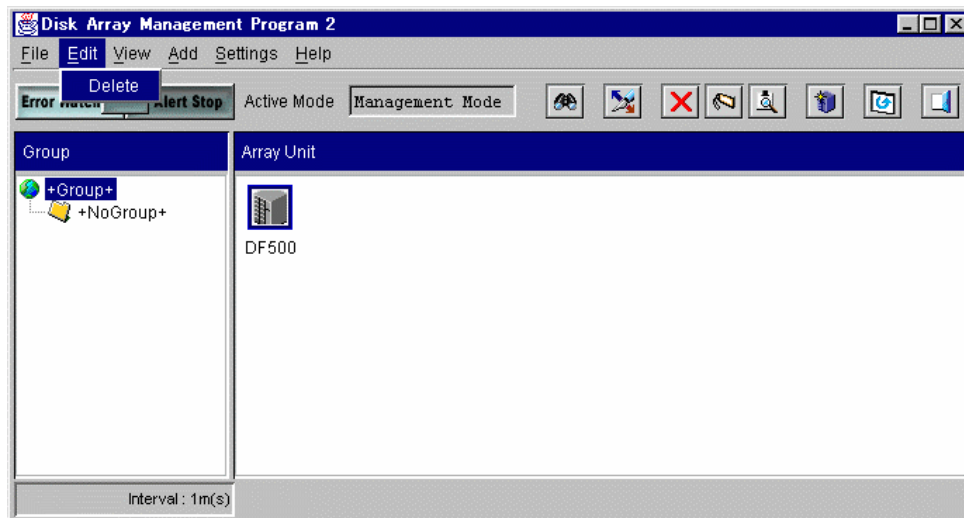 Disk Array Management Program 2
File Edit View Add Settings Help
Delete
Error Alert Stop Active Mode Management Mode
Group Array Unit
+Group+
+NoGroup+
DF500
Interval : 1m(s)